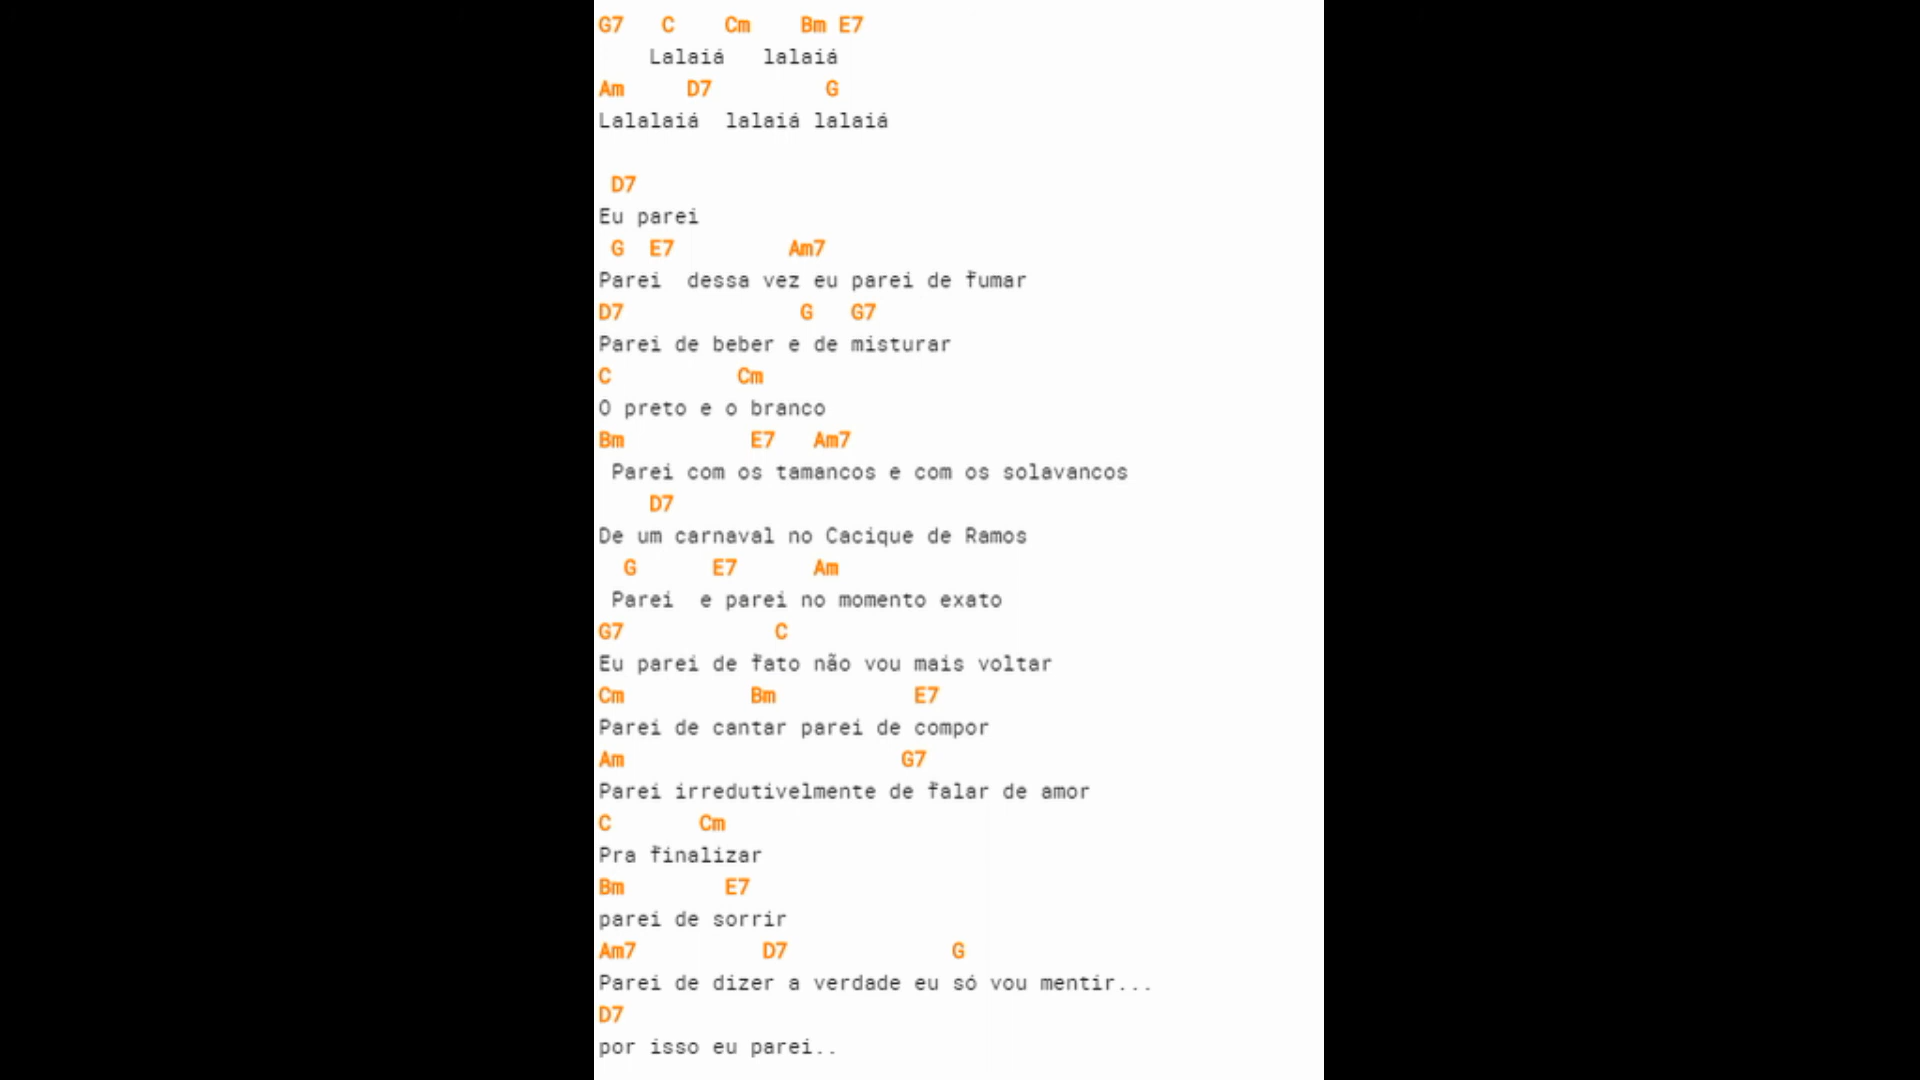 G7   C    Cm    Bm E7
    Lalaiá   lalaiá
Am     D7         G
Lalalaiá  lalaiá lalaiá
 D7
Eu parei
 G  E7         Am7
Parei  dessa vez eu parei de fumar
D7              G   G7
Parei de beber e de misturar
C          Cm
O preto e o branco
Bm          E7   Am7
 Parei com os tamancos e com os solavancos
    D7
De um carnaval no Cacique de Ramos
  G      E7      Am
 Parei  e parei no momento exato
G7            C
Eu parei de fato não vou mais voltar
Cm          Bm           E7
Parei de cantar parei de compor
Am                      G7
Parei irredutivelmente de falar de amor
C       Cm
Pra finalizar
Bm        E7
parei de sorrir
Am7          D7             G
Parei de dizer a verdade eu só vou mentir...
D7
por isso eu parei..